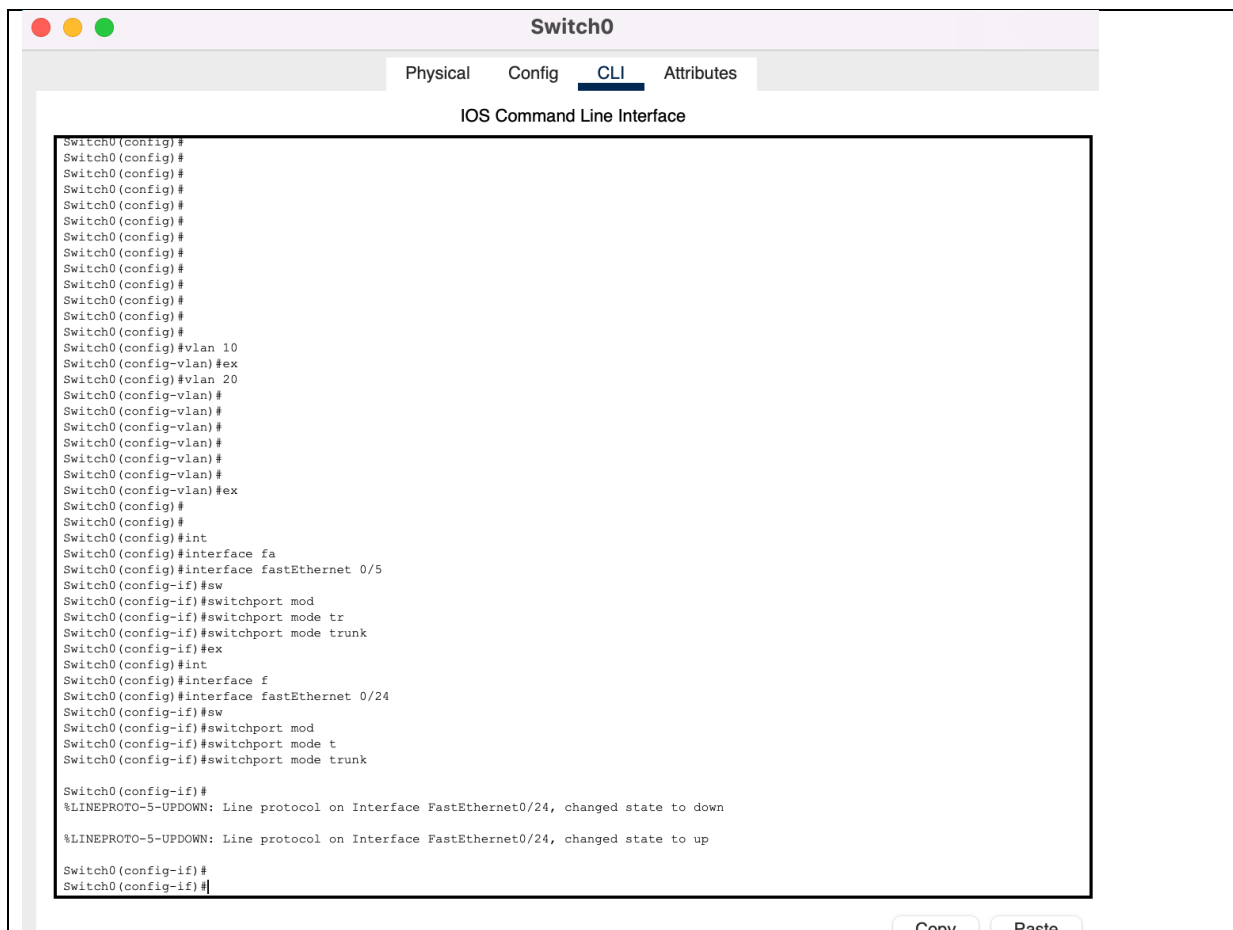 Switch0
Physical Config CLI Attributes
IOS Command Line Interface
Switch0(config)#
Switch0(config)#
Switch0(config)#
Switch0(config)#
Switch0(config)#
Switch0(config)#
Switch0(config)#
Switch0(config)#
Switch0(config)#
Switch0(config)#
Switch0(config)#
Switch0(config)#
Switch0(config)#
Switch0(config)#vlan 10
Switch0(config-vlan)#ex
Switch0(config)#vlan 20
Switch0(config-vlan)#
Switch0(config-vlan)#
Switch0(config-vlan)#
Switch0(config-vlan)#
Switch0(config-vlan)#
Switch0(config-vlan)#
Switch0(config-vlan)#ex
Switch0(config)#
Switch0(config)#
Switch0(config)#int
Switch0(config)#interface fa
Switch0(config)#interface fastEthernet 0/5
Switch0(config-if)#sw
Switch0(config-if)#switchport mod
Switch0(config-if)#switchport mode tr
Switch0(config-if)#switchport mode trunk
Switch0(config-if)#ex
Switch0(config)#int
Switch0(config)#interface f
Switch0(config)#interface fastEthernet 0/24
Switch0(config-if)#sw
Switch0(config-if)#switchport mod
Switch0(config-if)#switchport mode t
Switch0(config-if)#switchport mode trunk
Switch0(config-if)#
%LINEPROTO-5-UPDOWN: Line protocol on Interface FastEthernet0/24, changed state to down
%LINEPROTO-5-UPDOWN: Line protocol on Interface FastEthernet0/24, changed state to up
Switch0(config-if)#
Switch0(config-if)#
Copy Paste